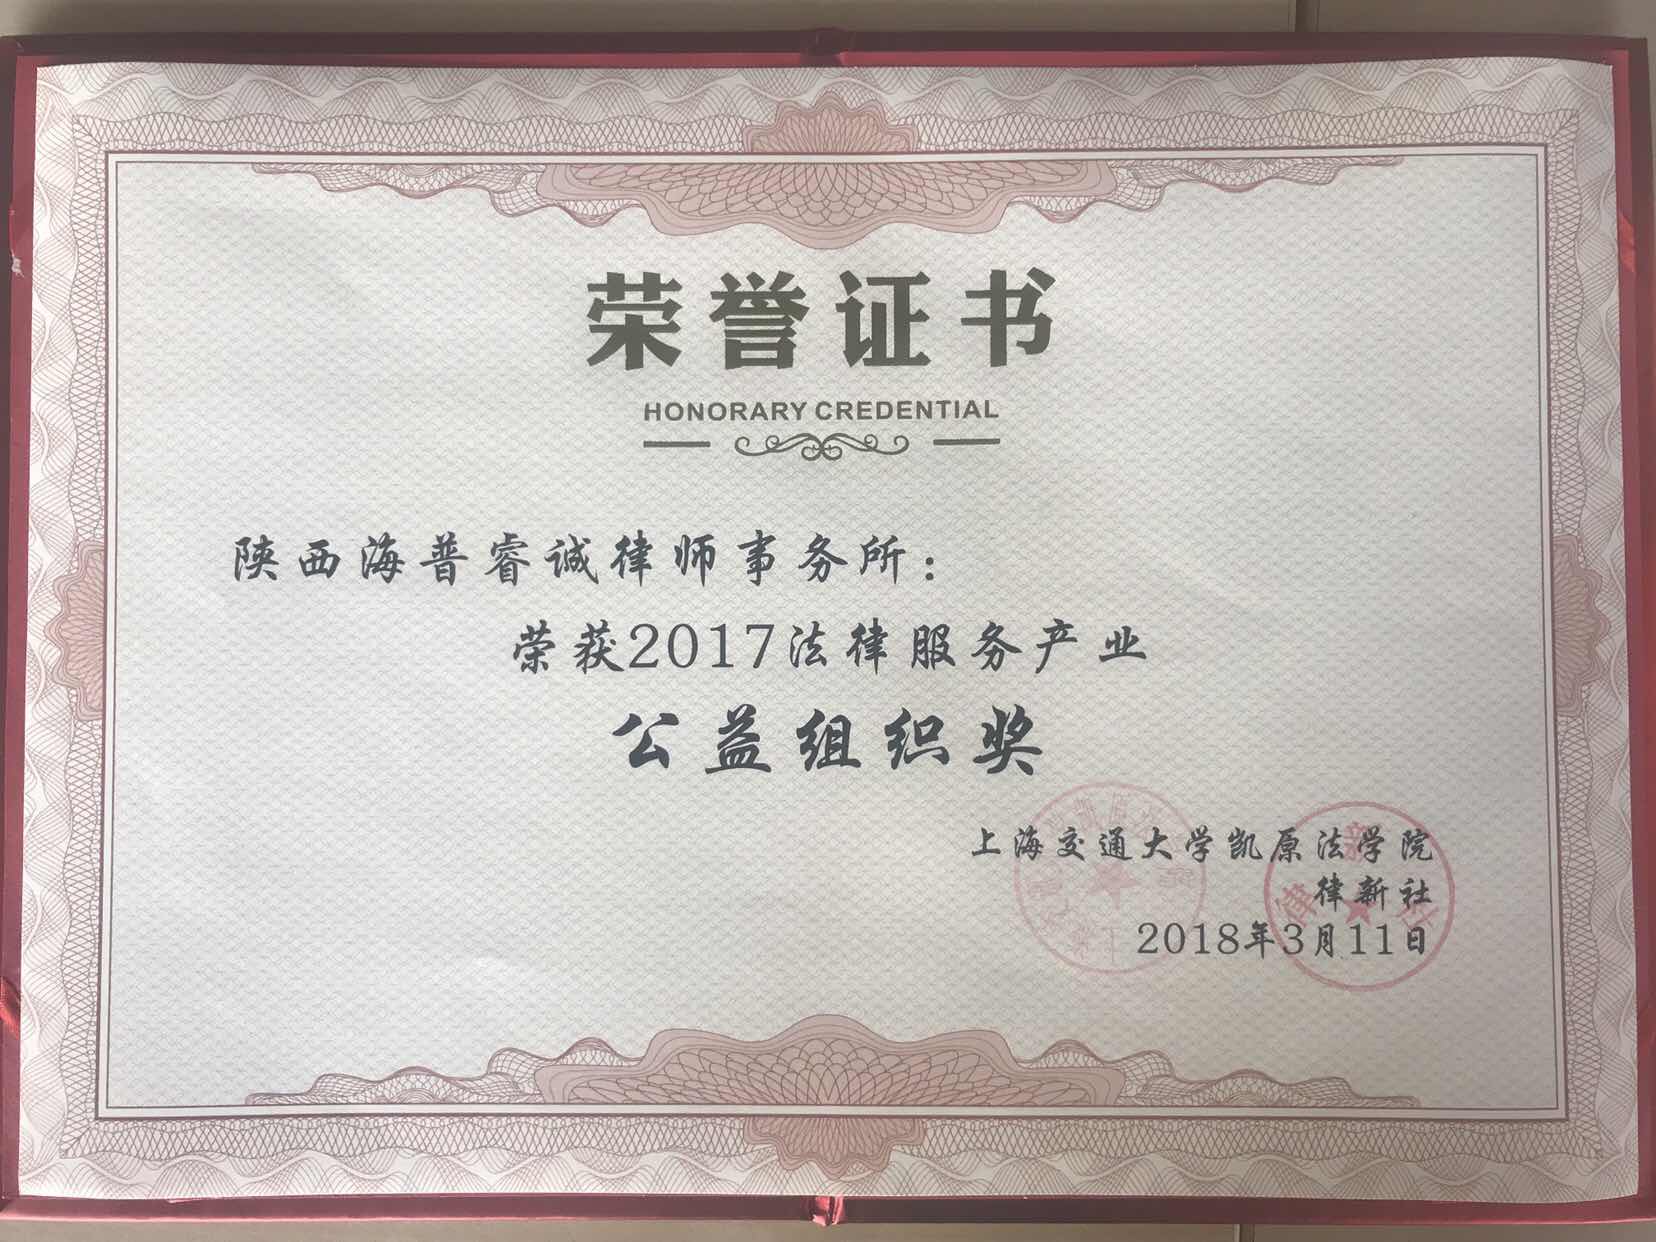 荣誉证书
HONORARY CREDENTIAL
陕西海普睿诚律师事务所：
荣获2017法律服务产业
公益组织奖
上海交通大学凯原法学院
律新社
2018年3月11日
律新社